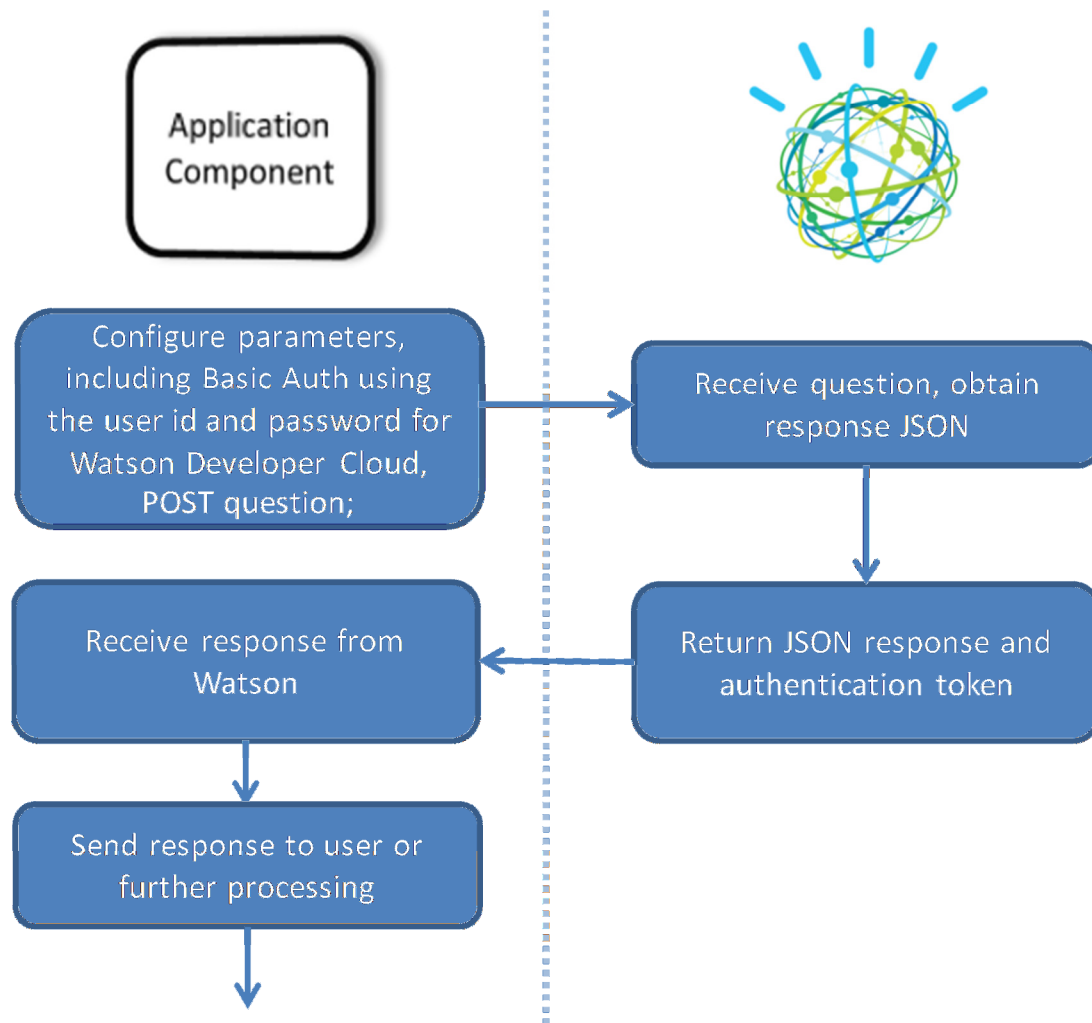 Application
Component
Configure parameters,
including Basic Auth using
the user id and password for
Watson Developer Cloud,
POST question;
Receive question, obtain
response JSON
Receive response from
Watson
Return JSON response and
authentication token
Send response to user or
further processing